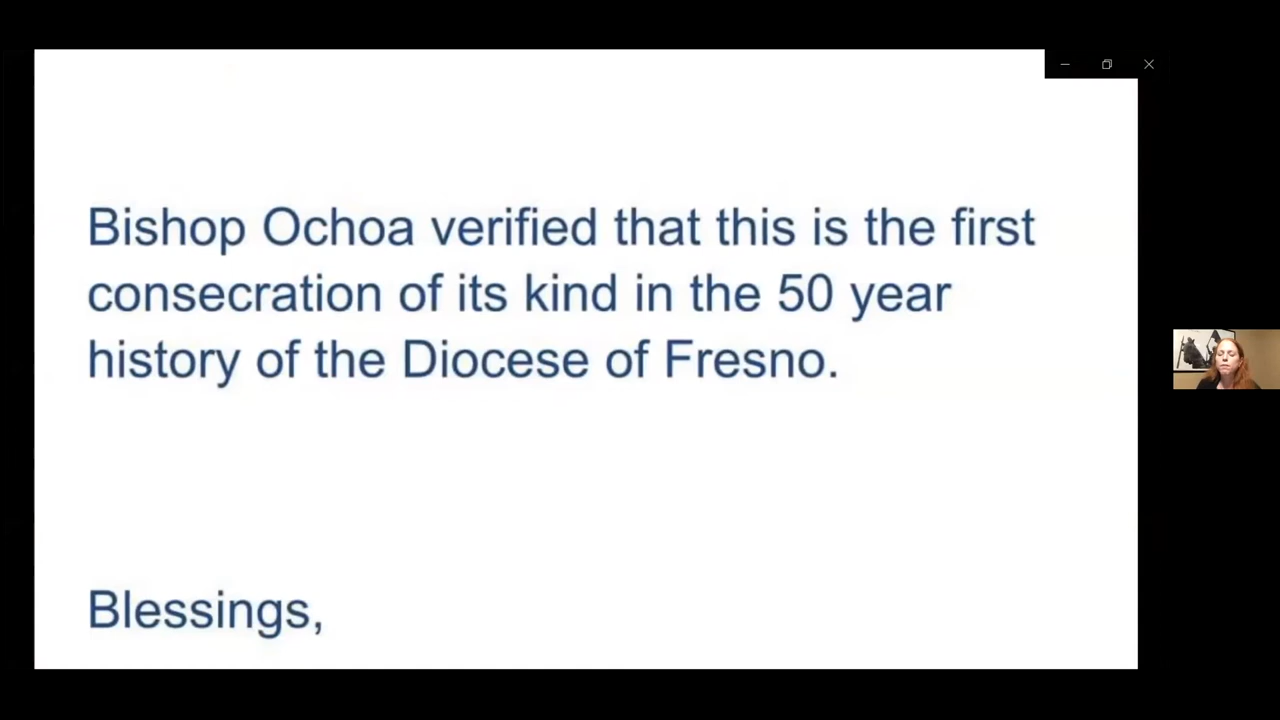 Bishop Ochoa verified that this is the first
consecration of its kind in the 50 year
history of the Diocese of Fresno.
Blessings,